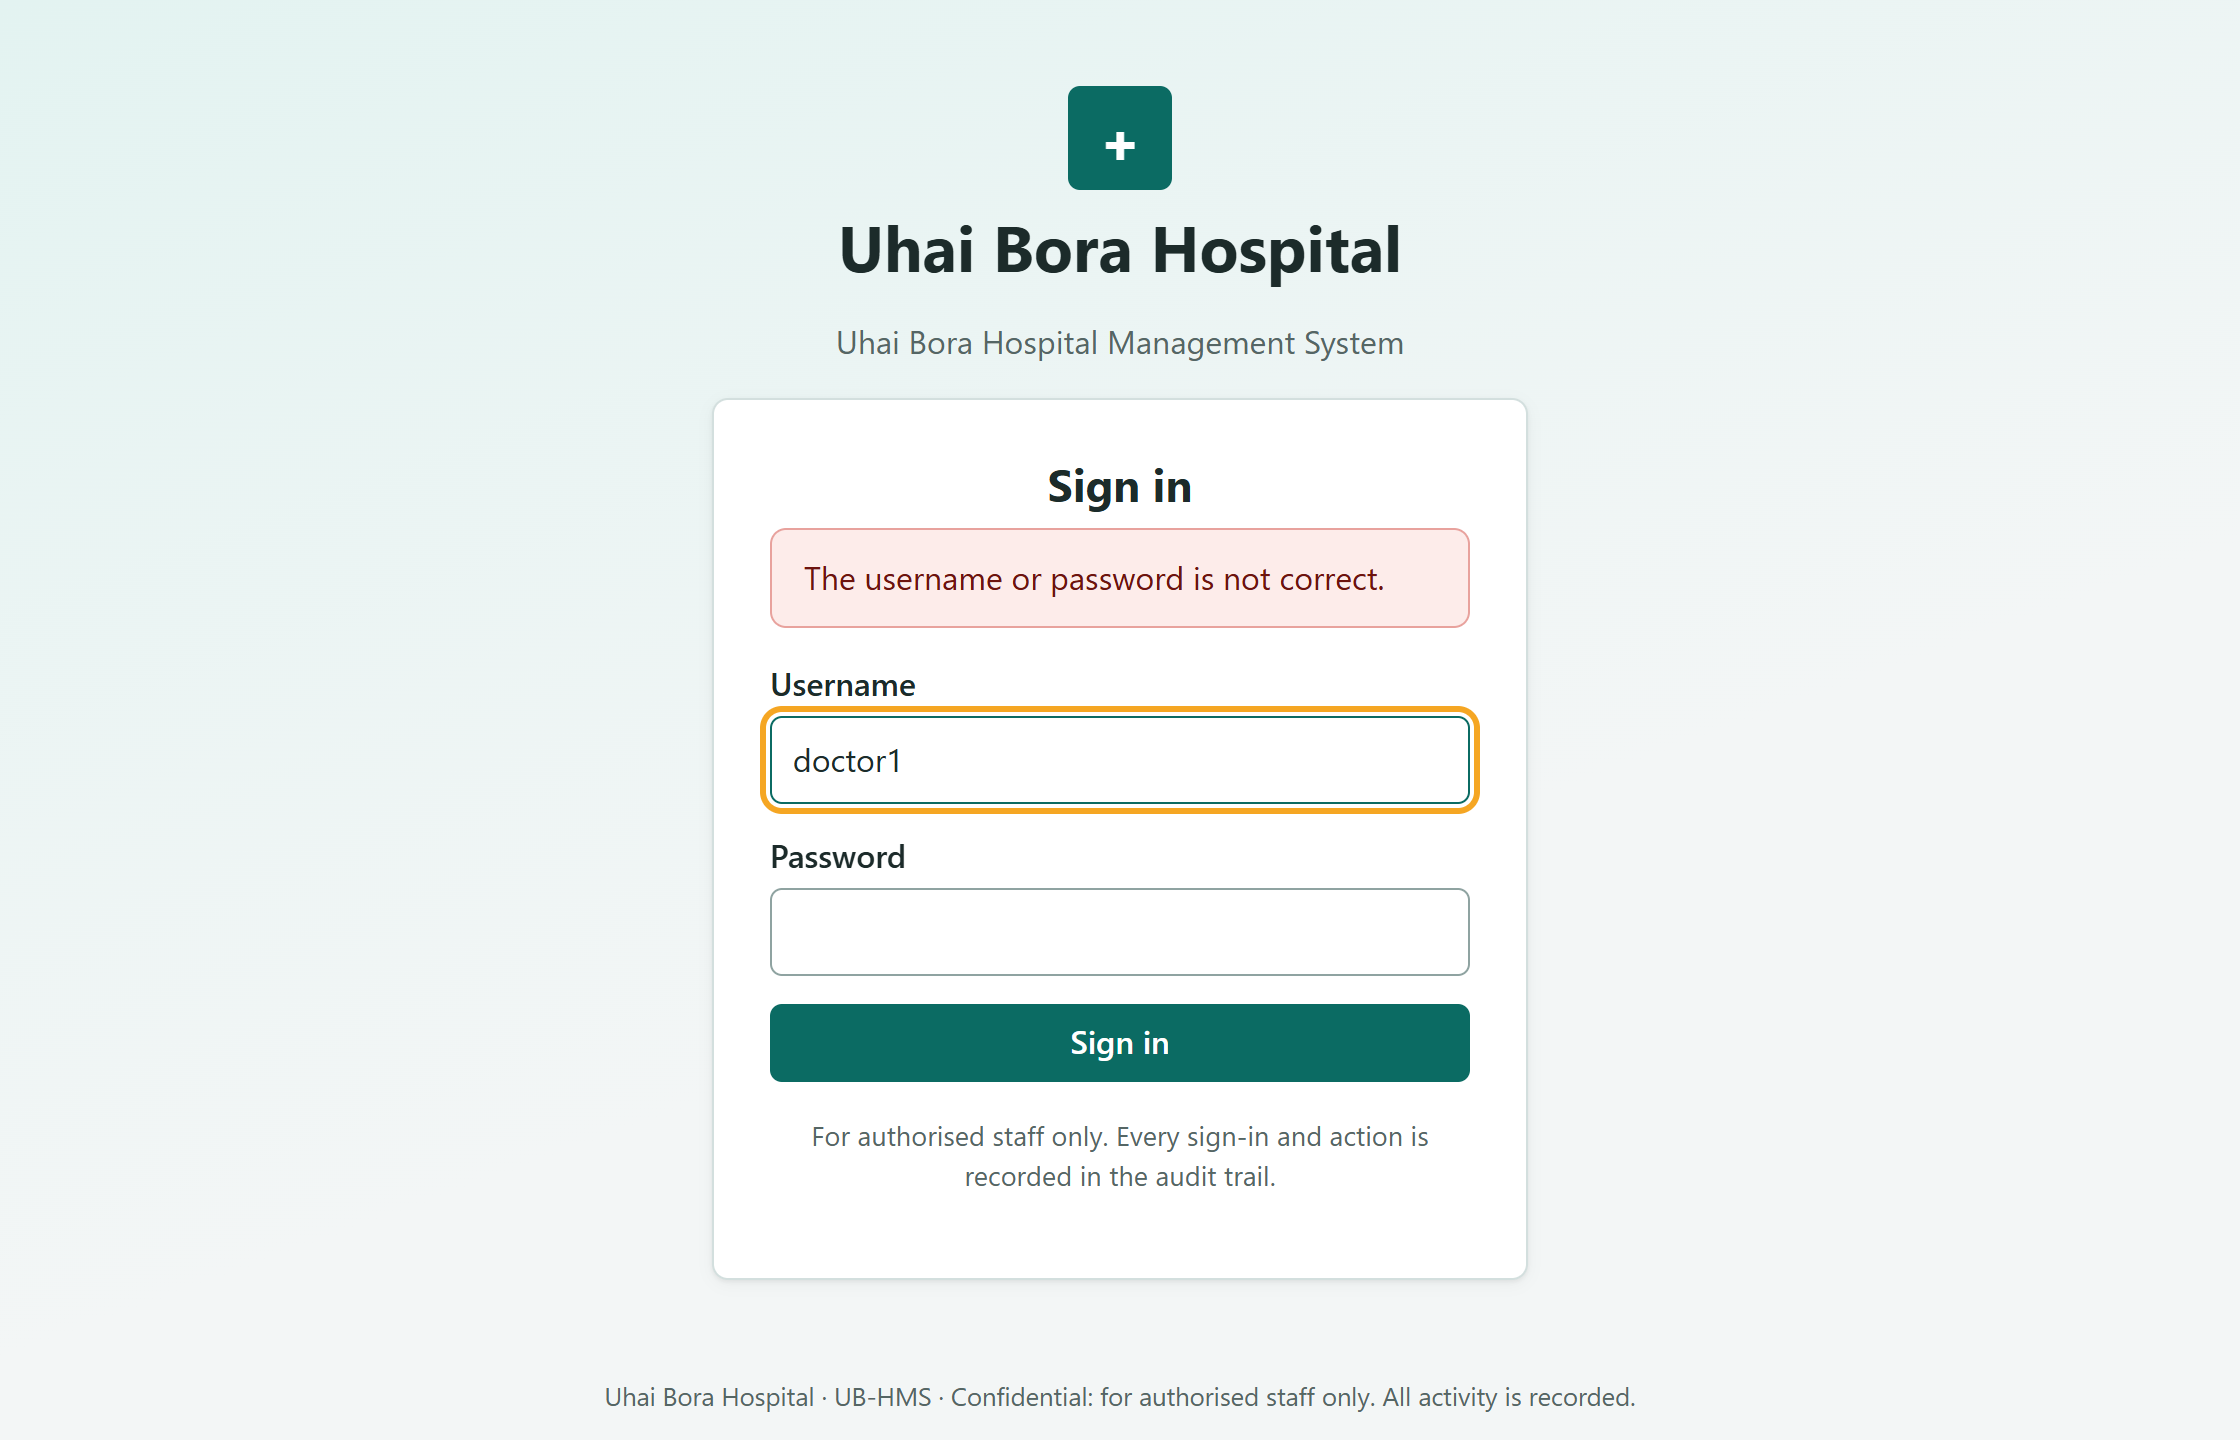 +
Uhai Bora Hospital
Uhai Bora Hospital Management System
Sign in
The username or password is not correct.
Username
doctor1
Password
Sign in
For authorised staff only. Every sign-in and action is
recorded in the audit trail.
Uhai Bora Hospital · UB-HMS · Confidential: for authorised staff only. All activity is recorded.